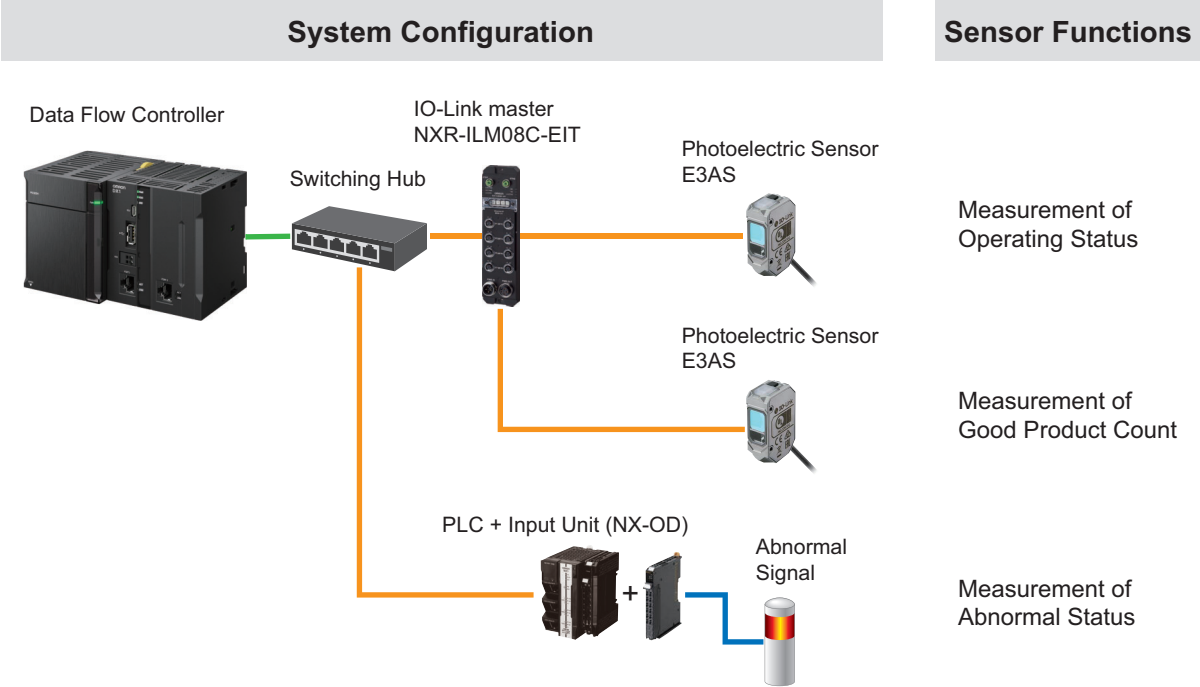 System Configuration
Sensor Functions
Data Flow Controller
IO-Link master
NXR-ILM08C-EIT
Switching Hub
Photoelectric Sensor
E3AS
Measurement of
Operating Status
Photoelectric Sensor
E3AS
Measurement of
Good Product Count
PLC + Input Unit (NX-OD)
+
Abnormal
Signal
Measurement of
Abnormal Status